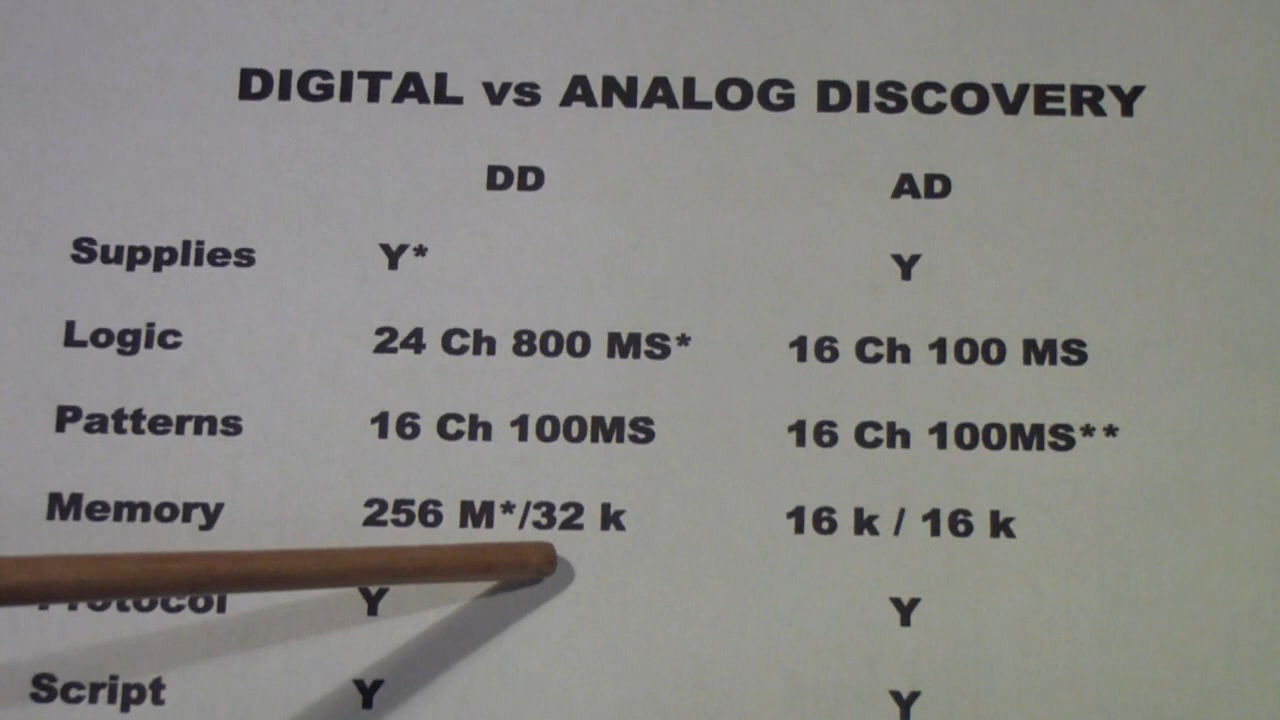 DIGITAL vs ANALOG DISCOVERY
DD AD
Supplies Y* Y
Logic 24 Ch 800 MS* 16 Ch 100 MS
Patterns 16 Ch 100MS 16 Ch 100MS**
Memory 256 M*/32 k 16 k / 16 k
Protocol Y Y
Script Y Y